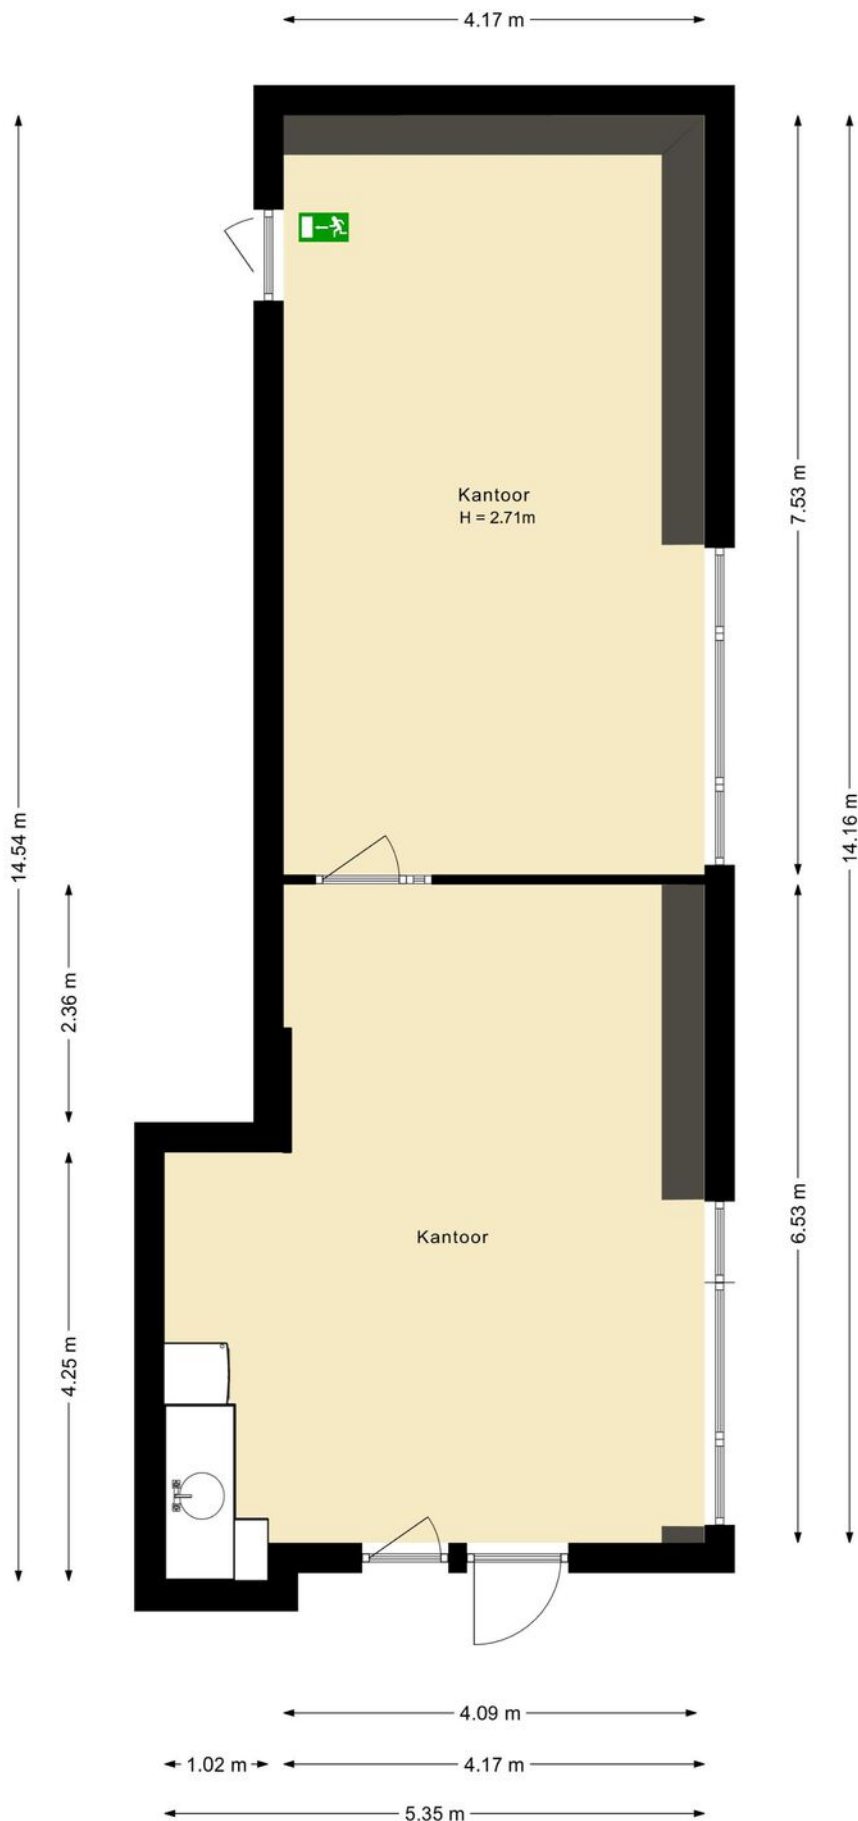 4.17 m
Kantoor
H = 2.71m
7.53 m
14.54 m
14.16 m
2.36 m
Kantoor
6.53 m
4.25 m
4.09 m
1.02 m
4.17 m
5.35 m